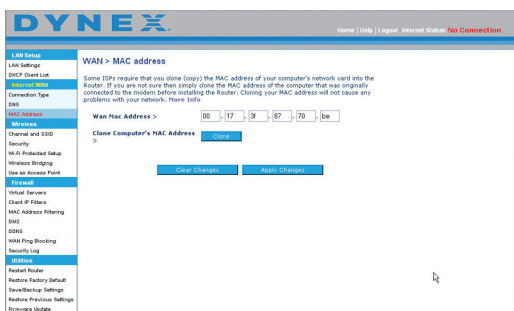 DYNEX
Home | Help | Logout Internet Status: No Connection
LAN Setup
LAN Settings
DHCP Client List
Internet WAN
Connection Type
DNS
MAC Address
Wireless
Channel and SSID
Security
Wi-Fi Protected Setup
Wireless Bridging
Use as Access Point
Firewall
Virtual Servers
Client IP Filters
MAC Address Filtering
DMZ
DDNS
WAN Ping Blocking
Security Log
Utilities
Restart Router
Restore Factory Default
Save/Backup Settings
Restore Previous Settings
Firmware Update
WAN > MAC address
Some ISPs require that you clone (copy) the MAC address of your computer's network card into the
Router. If you are not sure then simply clone the MAC address of the computer that was originally
connected to the modem before installing the Router. Cloning your MAC address will not cause any
problems with your network. More Info
Wan Mac Address > 00 . 17 . 3f . 87 . 70 . be
Clone Computer's MAC Address
> Clone
Clear Changes Apply Changes